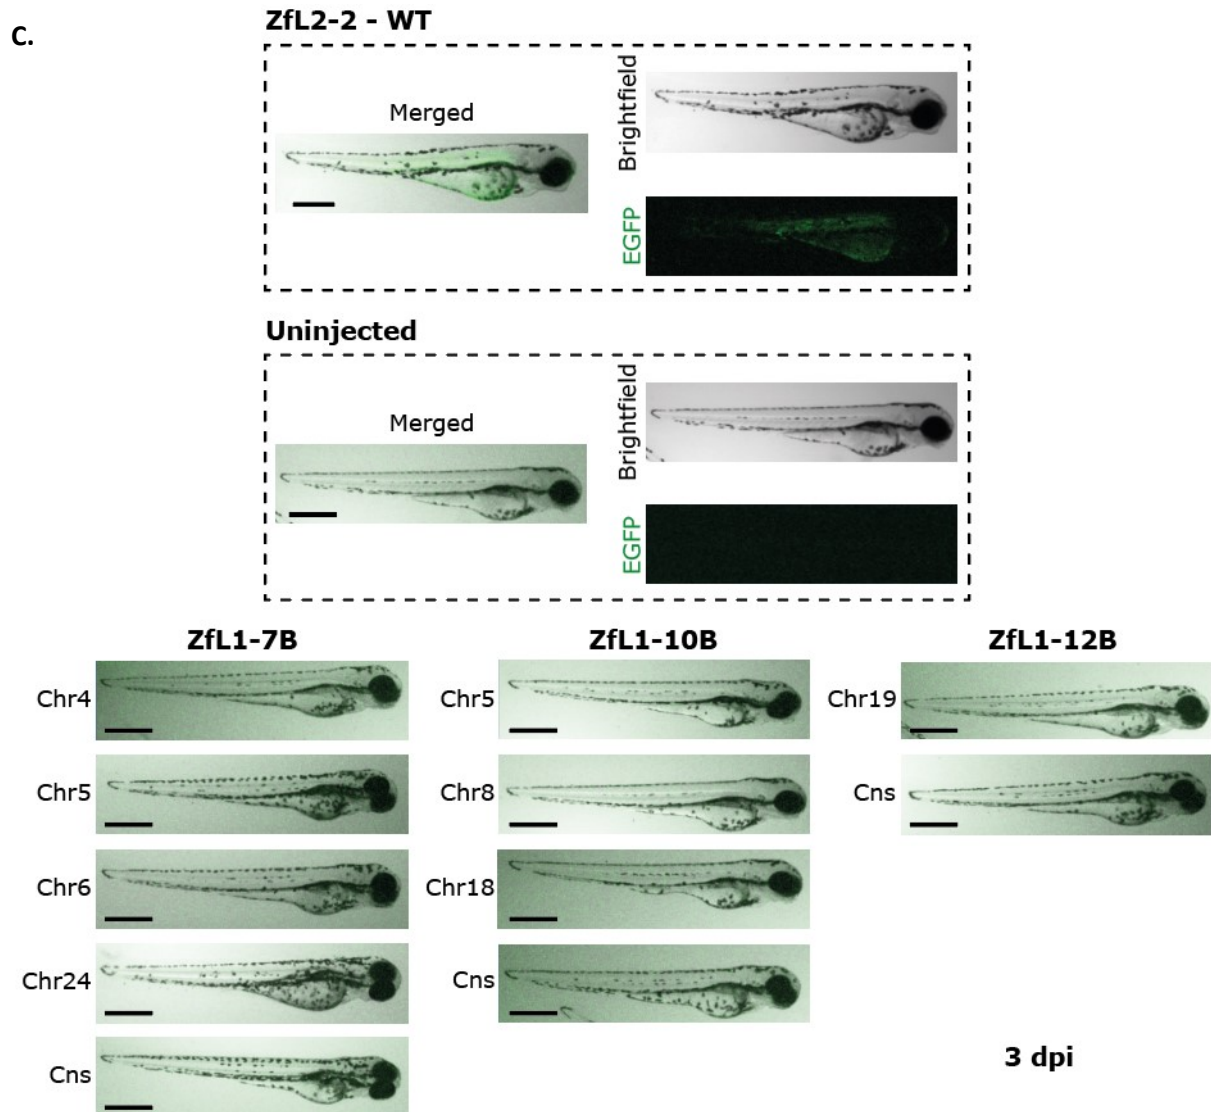 C.
ZfL2-2 - WT
Merged
Brightfield
EGFP
Uninjected
Merged
Brightfield
EGFP
ZfL1-7B
Chr4
Chr5
Chr6
Chr24
Cns
ZfL1-10B
Chr5
Chr8
Chr18
Cns
ZfL1-12B
Chr19
Cns
3 dpi